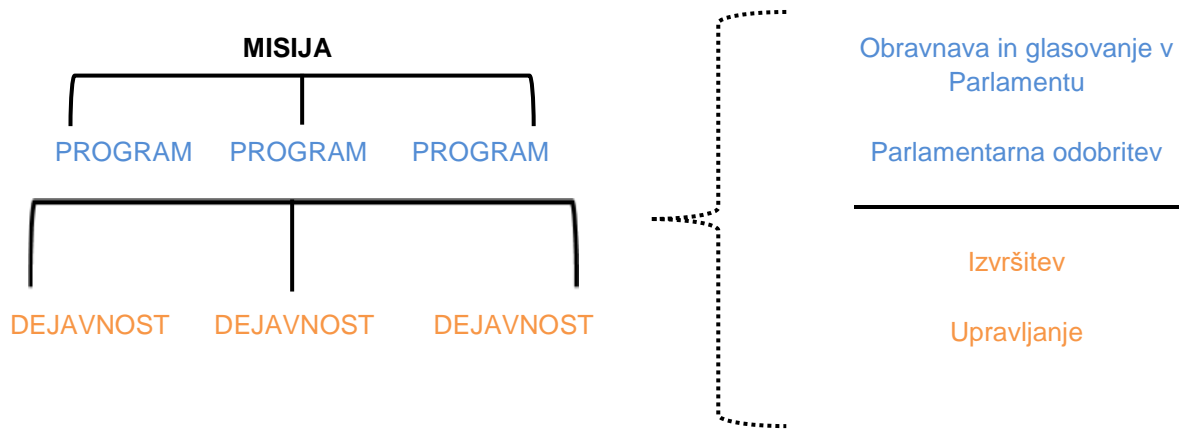 MISIJA
PROGRAM PROGRAM PROGRAM
DEJAVNOST DEJAVNOST DEJAVNOST
Obravnava in glasovanje v
Parlamentu
Parlamentarna odobritev
Izvršitev
Upravljanje